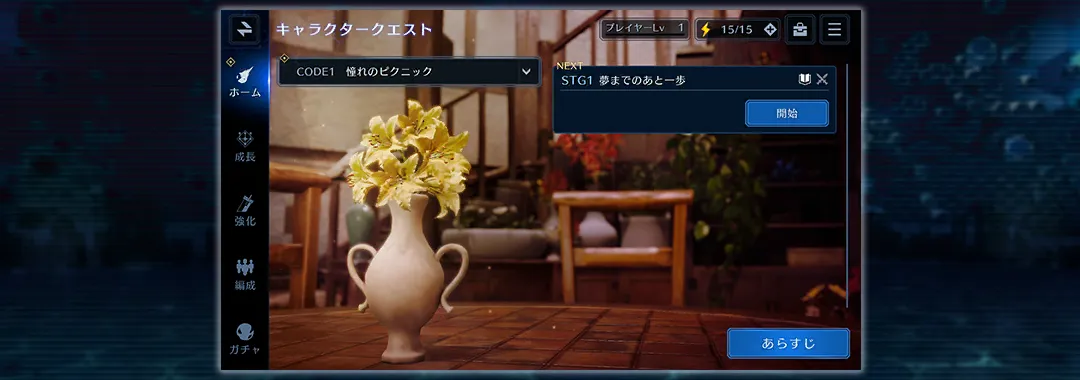 キャラクタークエスト
プレイヤーLv 1
15/15
CODE1 憧れのピクニック
NEXT
STG1 夢までのあと一歩
開始
ホーム
成長
強化
編成
ガチャ
あらすじ